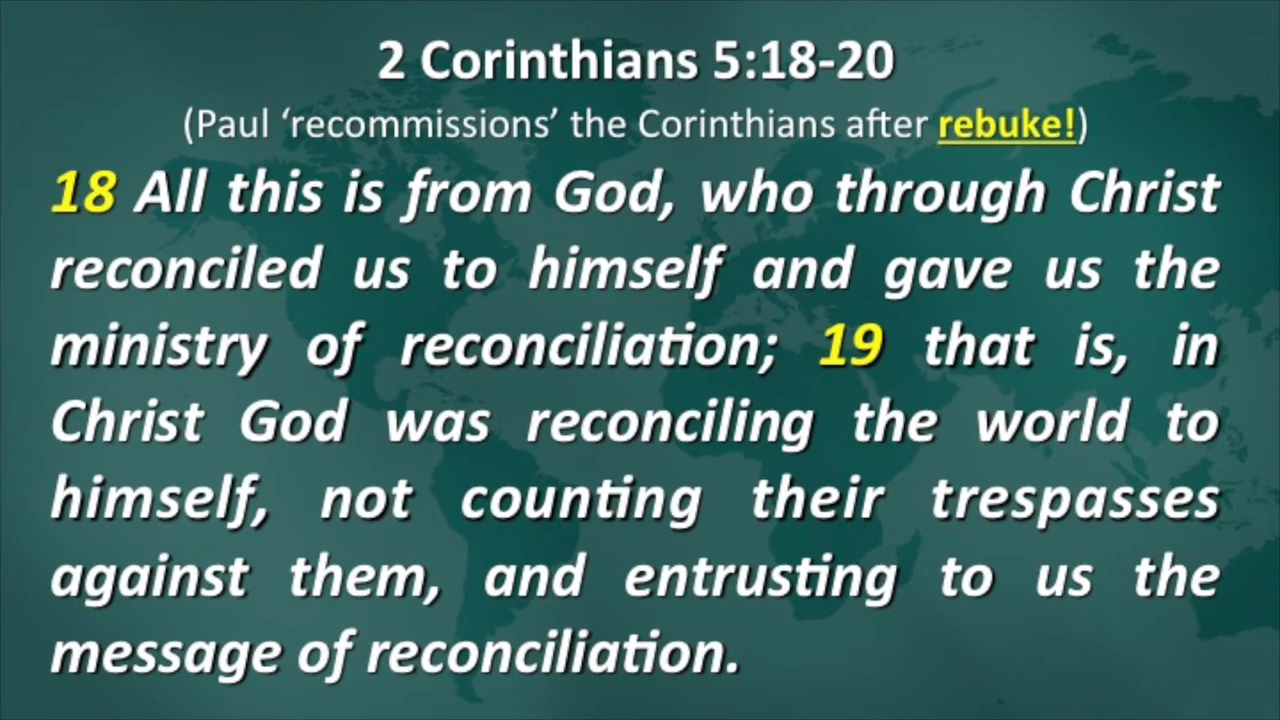 2 Corinthians 5:18-20
(Paul ‘recommissions’ the Corinthians after rebuke!)
18 All this is from God, who through Christ
reconciled us to himself and gave us the
ministry of reconciliation; 19 that is, in
Christ God was reconciling the world to
himself, not counting their trespasses
against them, and entrusting to us the
message of reconciliation.